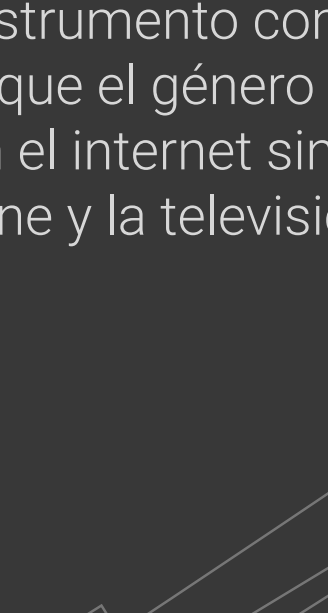 strumento con
que el género
el internet sin
ne y la televisi